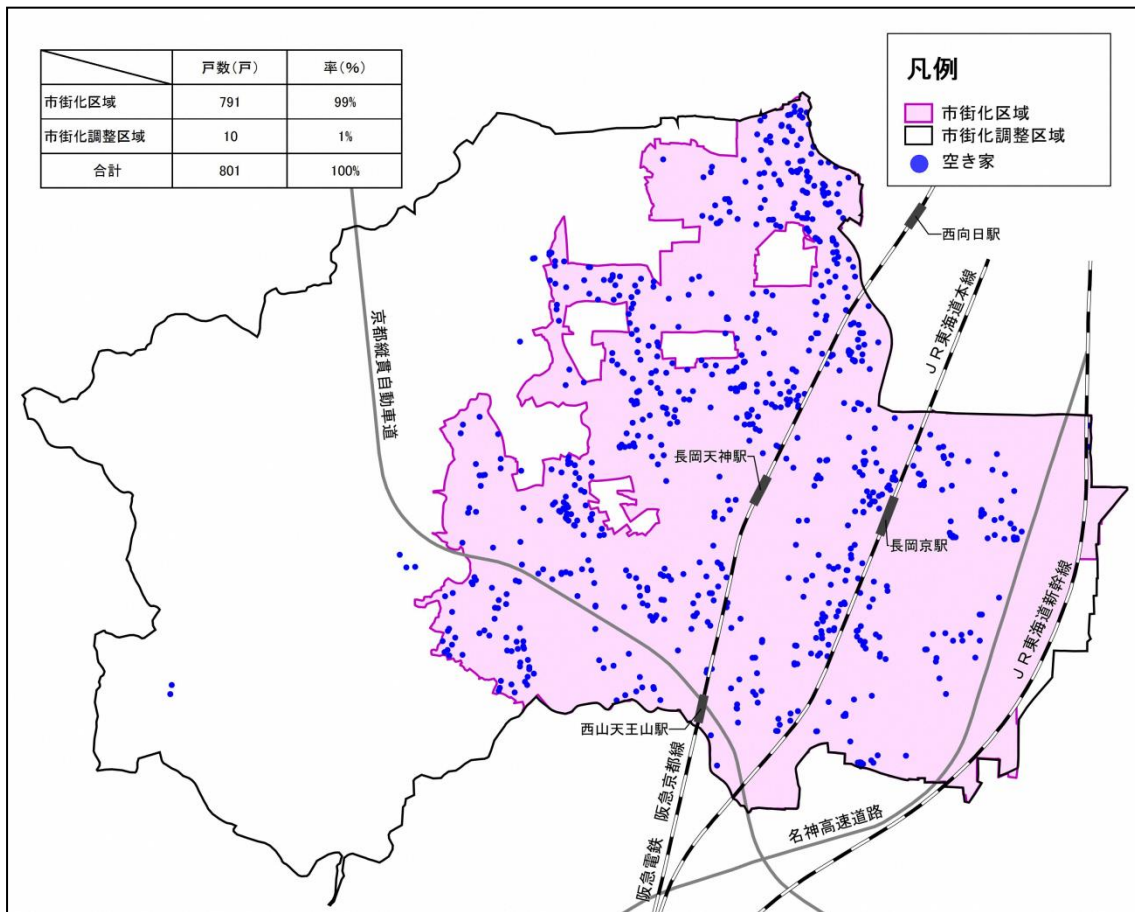 戸数(戸) 率(%)
市街化区域 791 99%
市街化調整区域 10 1%
合計 801 100%
凡例
市街化区域
市街化調整区域
空き家
西向日駅
JR東海道本線
京都縦貫自動車道
長岡天神駅
長岡京駅
JR東海道新幹線
西山天王山駅
阪急電鉄 阪急京都線
名神高速道路